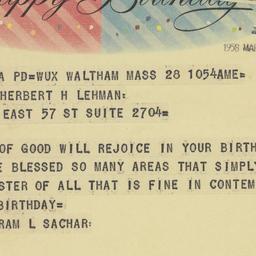 Happy Birthday
1958 MAR
A PD=WUX WALTHAM MASS 28 1054AME=
HERBERT H LEHMAN=
EAST 57 ST SUITE 2704=
OF GOOD WILL REJOICE IN YOUR BIRTH
E BLESSED SO MANY AREAS THAT SIMPLY
STER OF ALL THAT IS FINE IN CONTEM
BIRTHDAY=
RAM L SACHAR=